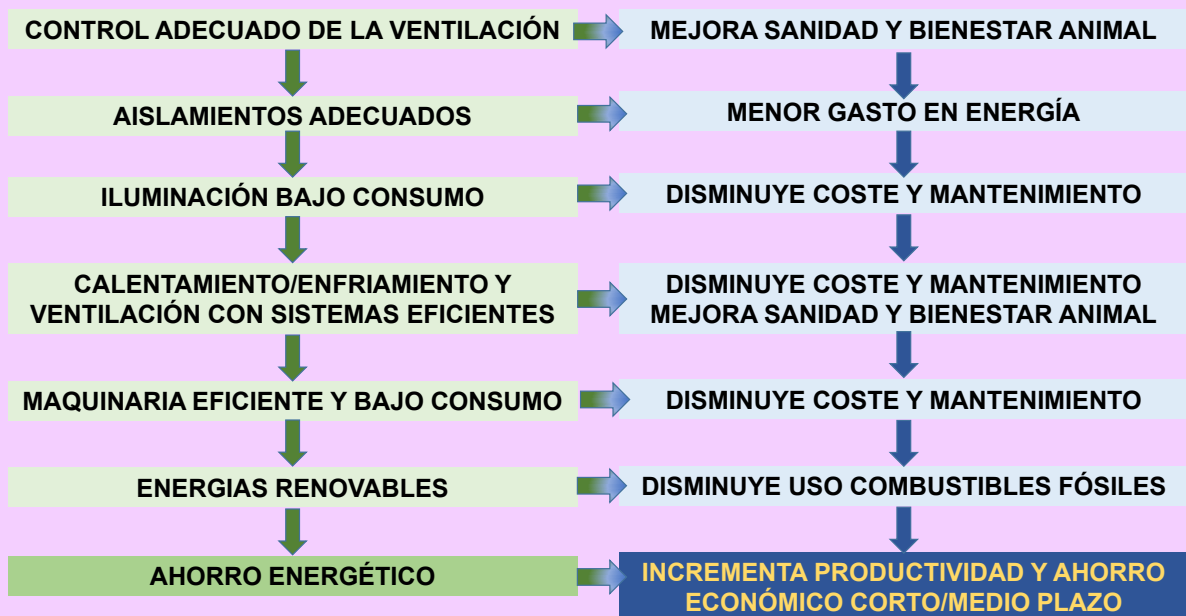 CONTROL ADECUADO DE LA VENTILACIÓN
MEJORA SANIDAD Y BIENESTAR ANIMAL
AISLAMIENTOS ADECUADOS
MENOR GASTO EN ENERGÍA
ILUMINACIÓN BAJO CONSUMO
DISMINUYE COSTE Y MANTENIMIENTO
CALENTAMIENTO/ENFRIAMIENTO Y
VENTILACIÓN CON SISTEMAS EFICIENTES
DISMINUYE COSTE Y MANTENIMIENTO
MEJORA SANIDAD Y BIENESTAR ANIMAL
MAQUINARIA EFICIENTE Y BAJO CONSUMO
DISMINUYE COSTE Y MANTENIMIENTO
ENERGIAS RENOVABLES
DISMINUYE USO COMBUSTIBLES FÓSILES
AHORRO ENERGÉTICO
INCREMENTA PRODUCTIVIDAD Y AHORRO
ECONÓMICO CORTO/MEDIO PLAZO